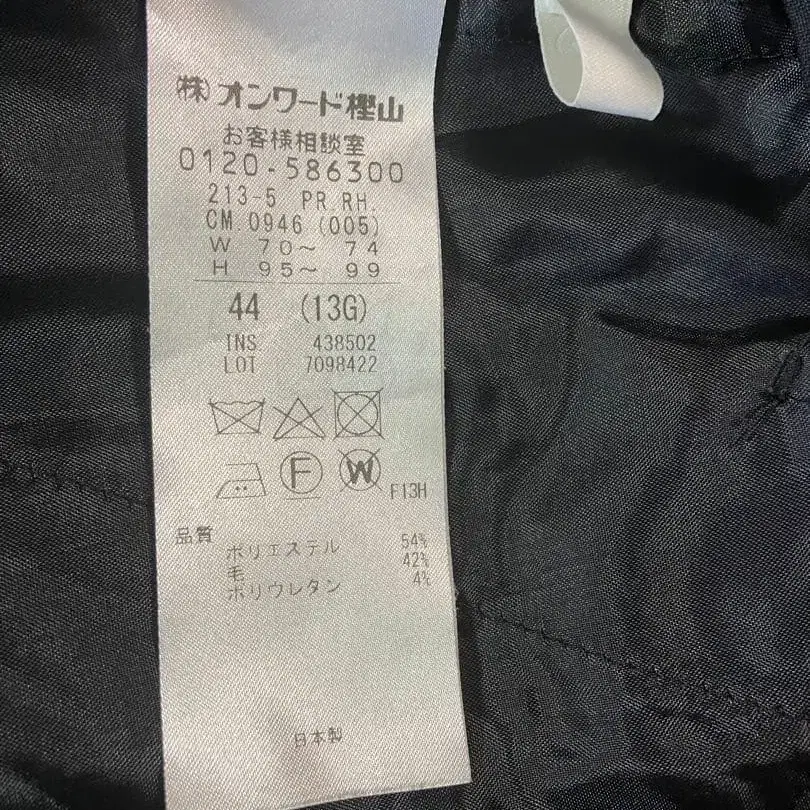 (株)オンワード樫山
お客様相談室
0120-586300
213-5 PR.RH.
CM.0946(005)
W 70〜 74
H 95〜 99
44 (13G)
INS 438502
LOT 7098422
F
W
F13H
品質
ポリエステル 54%
毛 42%
ポリウレタン 4%
日本製